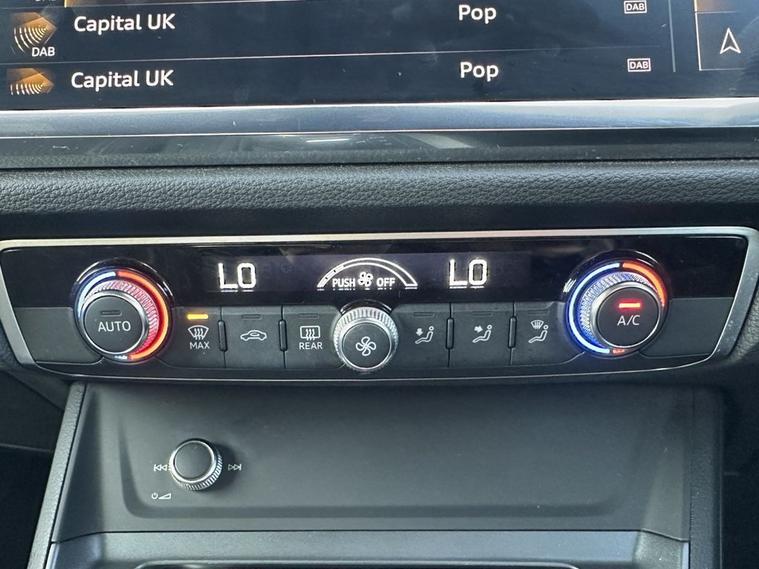 Capital UK Pop DAB
DAB
Capital UK Pop DAB
LO PUSH OFF LO
AUTO MAX REAR A/C